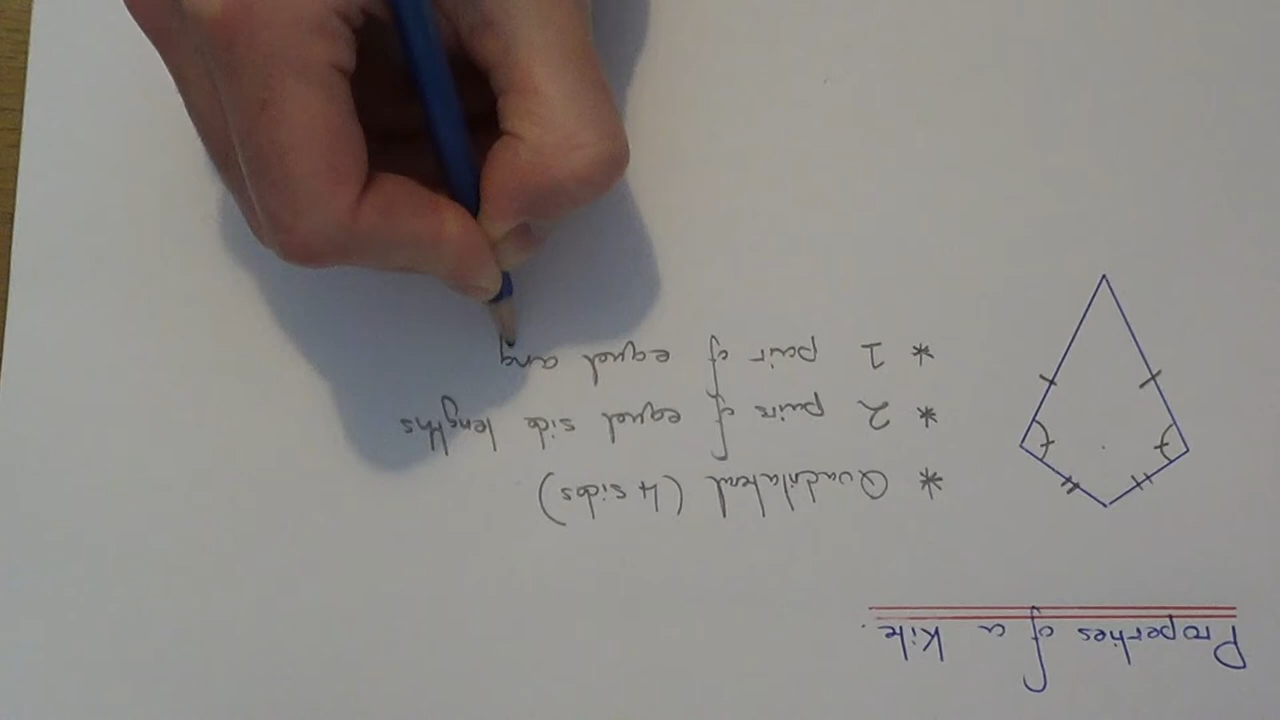 Properties of a Kite.
* Quadrilateral (4 sides)
* 2 pairs of equal side lengths
* 1 pair of equal ang